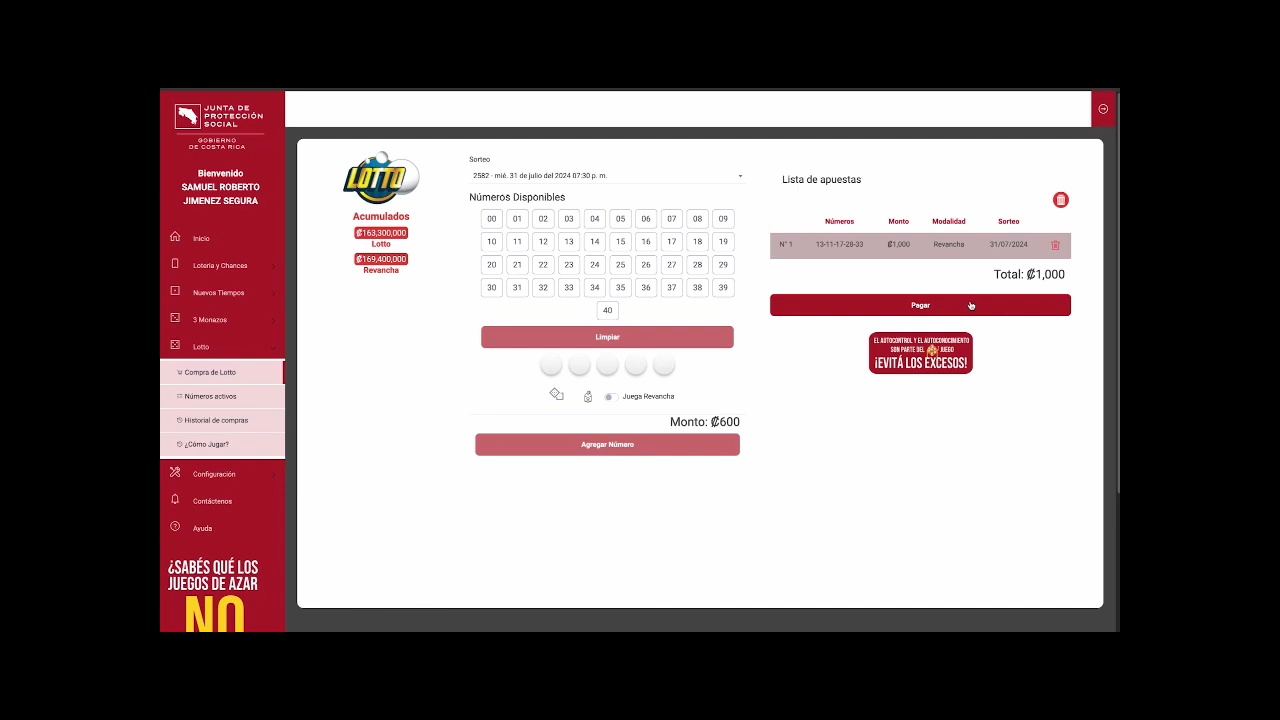 JUNTA DE
PROTECCIÓN
SOCIAL
GOBIERNO
DE COSTA RICA
Bienvenido
SAMUEL ROBERTO
JIMENEZ SEGURA
Inicio
Lotería y Chances
Nuevos Tiempos
3 Monazos
Lotto
Compra de Lotto
Números activos
Historial de compras
¿Cómo Jugar?
Configuración
Contáctenos
Ayuda
¿SABÉS QUÉ LOS
JUEGOS DE AZAR
NO
LOTTO
Acumulados
₡163,300,000
Lotto
₡169,400,000
Revancha
Sorteo
2582 - mié. 31 de julio del 2024 07:30 p. m.
Números Disponibles
00 01 02 03 04 05 06 07 08 09
10 11 12 13 14 15 16 17 18 19
20 21 22 23 24 25 26 27 28 29
30 31 32 33 34 35 36 37 38 39
40
Limpiar
Juega Revancha
Monto: ₡600
Agregar Número
Lista de apuestas
Números Monto Modalidad Sorteo
N° 1 13-11-17-28-33 ₡1,000 Revancha 31/07/2024
Total: ₡1,000
Pagar
EL AUTOCONTROL Y EL AUTOCONOCIMIENTO
SON PARTE DEL JUEGO
¡EVITÁ LOS EXCESOS!